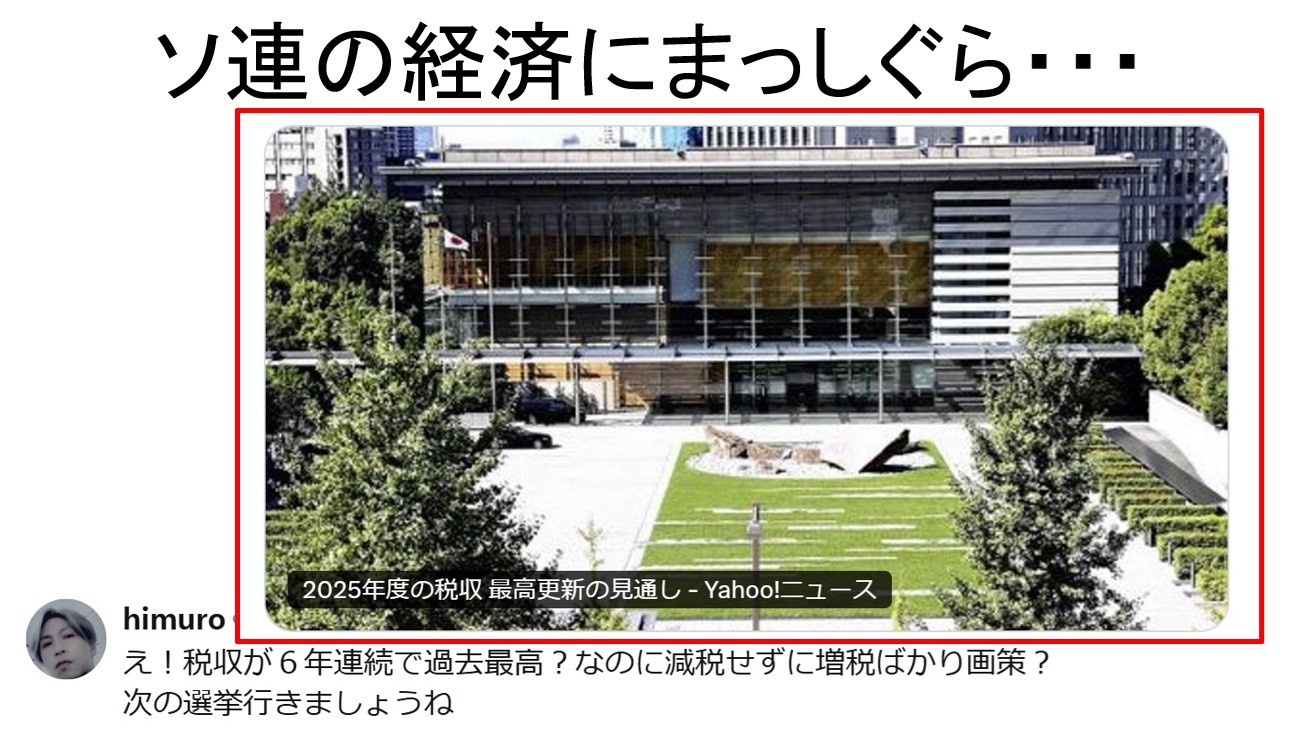 ソ連の経済にまっしぐら・・・
2025年度の税収 最高更新の見通し - Yahoo!ニュース
himuro
え！税収が６年連続で過去最高？なのに減税せずに増税ばかり画策？
次の選挙行きましょうね